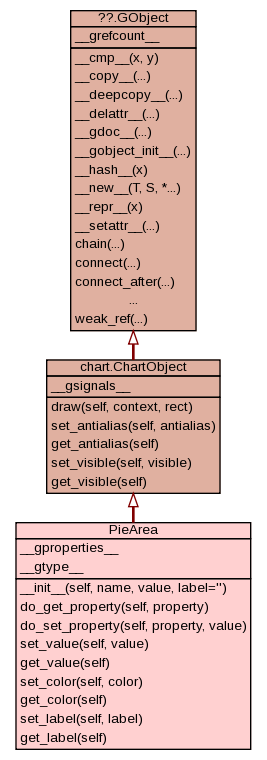 ??.GObject
__grefcount__
__cmp__(x, y)
__copy__(...)
__deepcopy__(...)
__delattr__(...)
__gdoc__(...)
__gobject_init__(...)
__hash__(x)
__new__(T, S, *...)
__repr__(x)
__setattr__(...)
chain(...)
connect(...)
connect_after(...)
...
weak_ref(...)
chart.ChartObject
__gsignals__
draw(self, context, rect)
set_antialias(self, antialias)
get_antialias(self)
set_visible(self, visible)
get_visible(self)
PieArea
__gproperties__
__gtype__
__init__(self, name, value, label='')
do_get_property(self, property)
do_set_property(self, property, value)
set_value(self, value)
get_value(self)
set_color(self, color)
get_color(self)
set_label(self, label)
get_label(self)